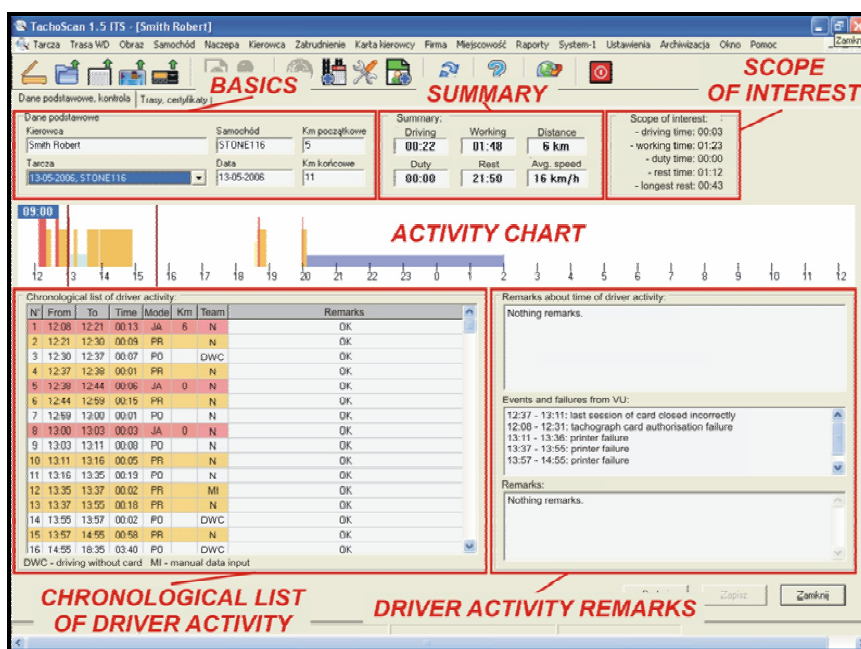 TachoScan 1.5 ITS - [Smith Robert]
Tarcza Trasa WD Obraz Samochód Naczepa Kierowca Zatrudnienie Karta kierowcy Firma Miejscowość Raporty System-1 Ustawienia Archiwizacja Okno Pomoc
Zamkn
BASICS
SUMMARY
SCOPE
OF INTEREST
Dane podstawowe, kontrola Trasy, certyfikaty
Dane podstawowe
Kierowca Samochód Km początkowe
Smith Robert STONE116 5
Tarcza Data Km końcowe
13-05-2006, STONE116 13-05-2006 11
Summary:
Driving Working Distance
00:22 01:48 6 km
Duty Rest Avg. speed
00:00 21:50 16 km/h
Scope of interest:
- driving time: 00:03
- working time: 01:23
- duty time: 00:00
- rest time: 01:12
- longest rest: 00:43
09:00
ACTIVITY CHART
12 13 14 15 16 17 18 19 20 21 22 23 0 1 2 3 4 5 6 7 8 9 10 11 12
Chronological list of driver activity:
N° From To Time Mode Km Team Remarks
1 12:08 12:21 00:13 JA 6 N OK
2 12:21 12:30 00:09 PR N OK
3 12:30 12:37 00:07 PO DWC OK
4 12:37 12:38 00:01 PR N OK
5 12:38 12:44 00:06 JA 0 N OK
6 12:44 12:59 00:15 PR N OK
7 12:59 13:00 00:01 PO N OK
8 13:00 13:03 00:03 JA 0 N OK
9 13:03 13:11 00:08 PO N OK
10 13:11 13:16 00:05 PR N OK
11 13:16 13:35 00:19 PO N OK
12 13:35 13:37 00:02 PR MI OK
13 13:37 13:55 00:18 PR N OK
14 13:55 13:57 00:02 PO DWC OK
15 13:57 14:55 00:58 PR N OK
16 14:55 18:35 03:40 PO DWC OK
DWC - driving without card MI - manual data input
Remarks about time of driver activity:
Nothing remarks.
Events and failures from VU:
12:37 - 13:11: last session of card closed incorrectly
12:08 - 12:31: tachograph card authorisation failure
13:11 - 13:36: printer failure
13:37 - 13:55: printer failure
13:57 - 14:55: printer failure
Remarks:
Nothing remarks.
Zapisz Zamknij
CHRONOLOGICAL LIST
OF DRIVER ACTIVITY
DRIVER ACTIVITY REMARKS